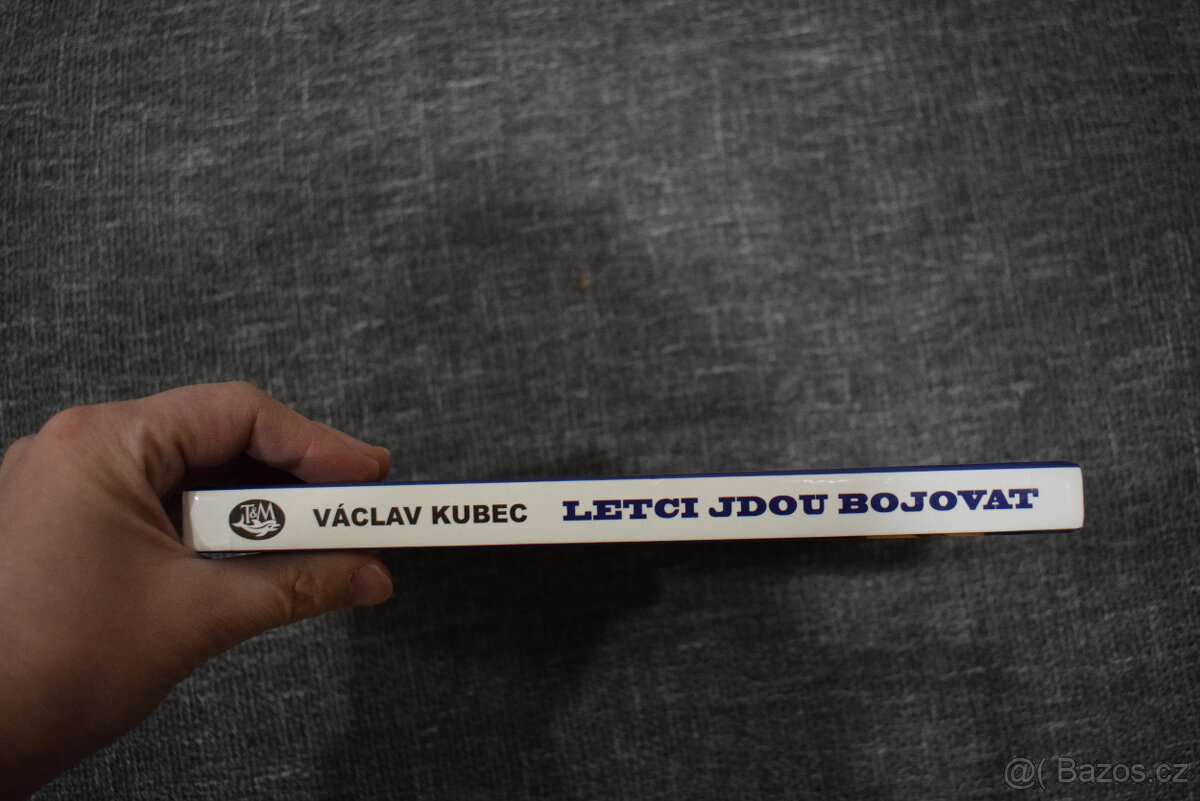 T&M VÁCLAV KUBEC LETCI JDOU BOJOVAT
@( Bazos.cz